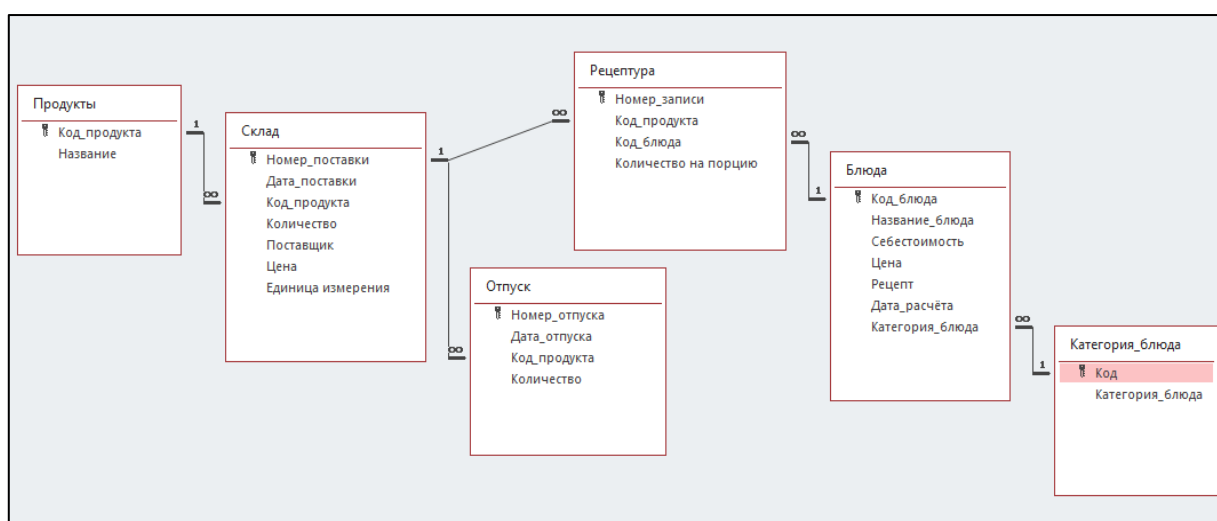 Продукты
Код_продукта
Название
1
∞
Склад
Номер_поставки
Дата_поставки
Код_продукта
Количество
Поставщик
Цена
Единица измерения
1
∞
∞
Рецептура
Номер_записи
Код_продукта
Код_блюда
Количество на порцию
Отпуск
Номер_отпуска
Дата_отпуска
Код_продукта
Количество
∞
1
Блюда
Код_блюда
Название_блюда
Себестоимость
Цена
Рецепт
Дата_расчёта
Категория_блюда
∞
1
Категория_блюда
Код
Категория_блюда